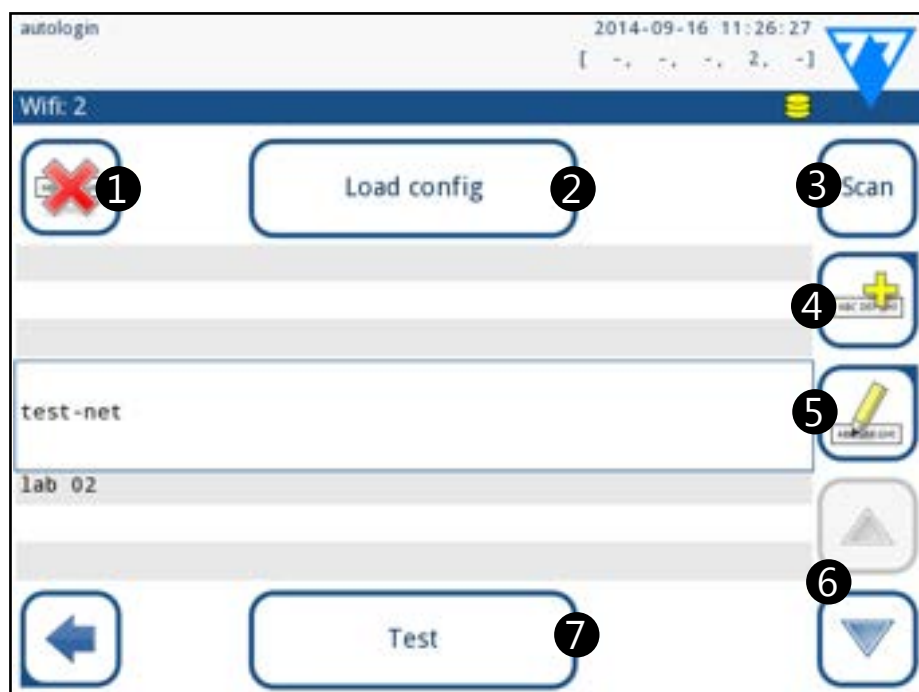 autologin
2014-09-16 11:26:27
[ -, -, -, 2, -]
Wifi: 2
1
Load config 2
3 Scan
4
test-net
5
lab 02
6
Test 7